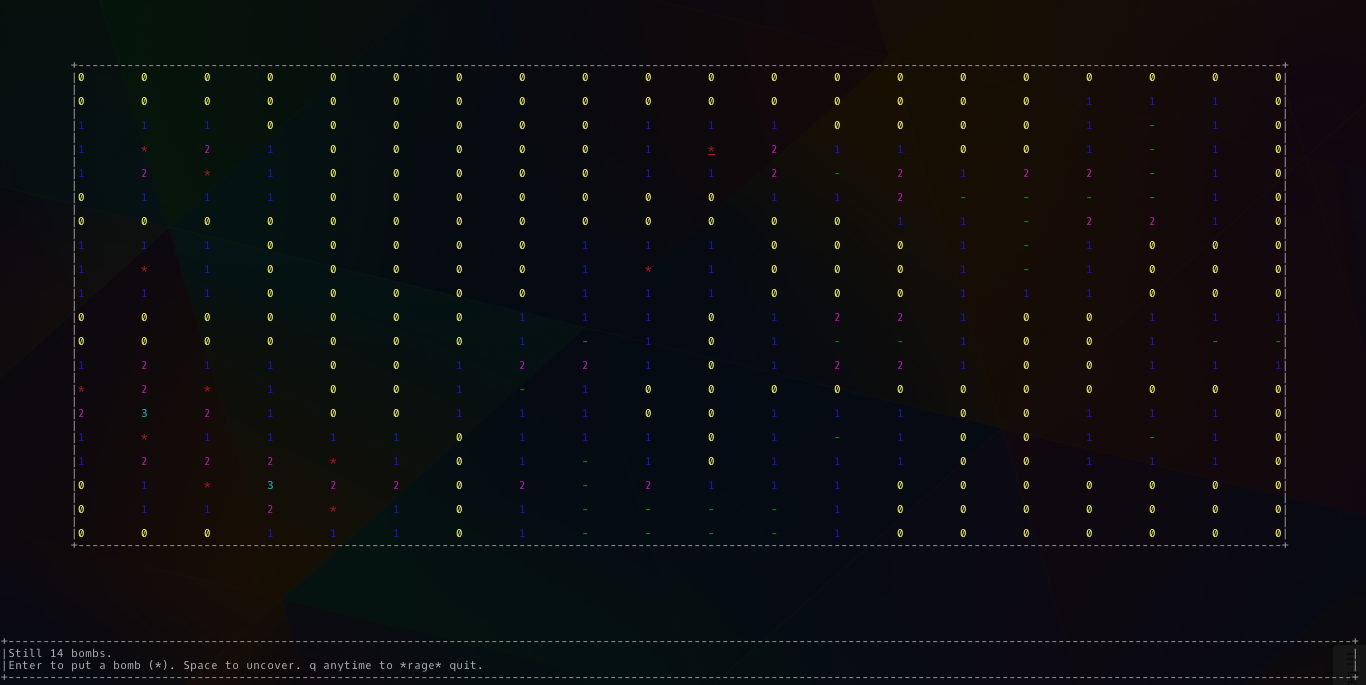 +-----------------------------------------------------------------------------+
|0 0 0 0 0 0 0 0 0 0 0 0 0 0 0 0 0 0 0 0|
|0 0 0 0 0 0 0 0 0 0 0 0 0 0 0 0 1 1 1 0|
|1 1 1 0 0 0 0 0 0 1 1 1 0 0 0 0 1 - 1 0|
|1 * 2 1 0 0 0 0 0 1 * 2 1 1 0 0 1 - 1 0|
|1 2 * 1 0 0 0 0 0 1 1 2 - 2 1 2 2 - 1 0|
|0 1 1 1 0 0 0 0 0 0 0 1 1 2 - - - - 1 0|
|0 0 0 0 0 0 0 0 0 0 0 0 0 1 1 - 2 2 1 0|
|1 1 1 0 0 0 0 0 1 1 1 0 0 0 1 - 1 0 0 0|
|1 * 1 0 0 0 0 0 1 * 1 0 0 0 1 - 1 0 0 0|
|1 1 1 0 0 0 0 0 1 1 1 0 0 0 1 1 1 0 0 0|
|0 0 0 0 0 0 0 1 1 1 0 1 2 2 1 0 0 1 1 1|
|0 0 0 0 0 0 0 1 - 1 0 1 - - 1 0 0 1 - -|
|1 2 1 1 0 0 1 2 2 1 0 1 2 2 1 0 0 1 1 1|
|* 2 * 1 0 0 1 - 1 0 0 0 0 0 0 0 0 0 0 0|
|2 3 2 1 0 0 1 1 1 0 0 1 1 1 0 0 1 1 1 0|
|1 * 1 1 1 1 0 1 1 1 0 1 - 1 0 0 1 - 1 0|
|1 2 2 2 * 1 0 1 - 1 0 1 1 1 0 0 1 1 1 0|
|0 1 * 3 2 2 0 2 - 2 1 1 1 0 0 0 0 0 0 0|
|0 1 1 2 * 1 0 1 - - - - 1 0 0 0 0 0 0 0|
|0 0 0 1 1 1 0 1 - - - - 1 0 0 0 0 0 0 0|
+-----------------------------------------------------------------------------+
|Still 14 bombs.
|Enter to put a bomb (*). Space to uncover. q anytime to *rage* quit.